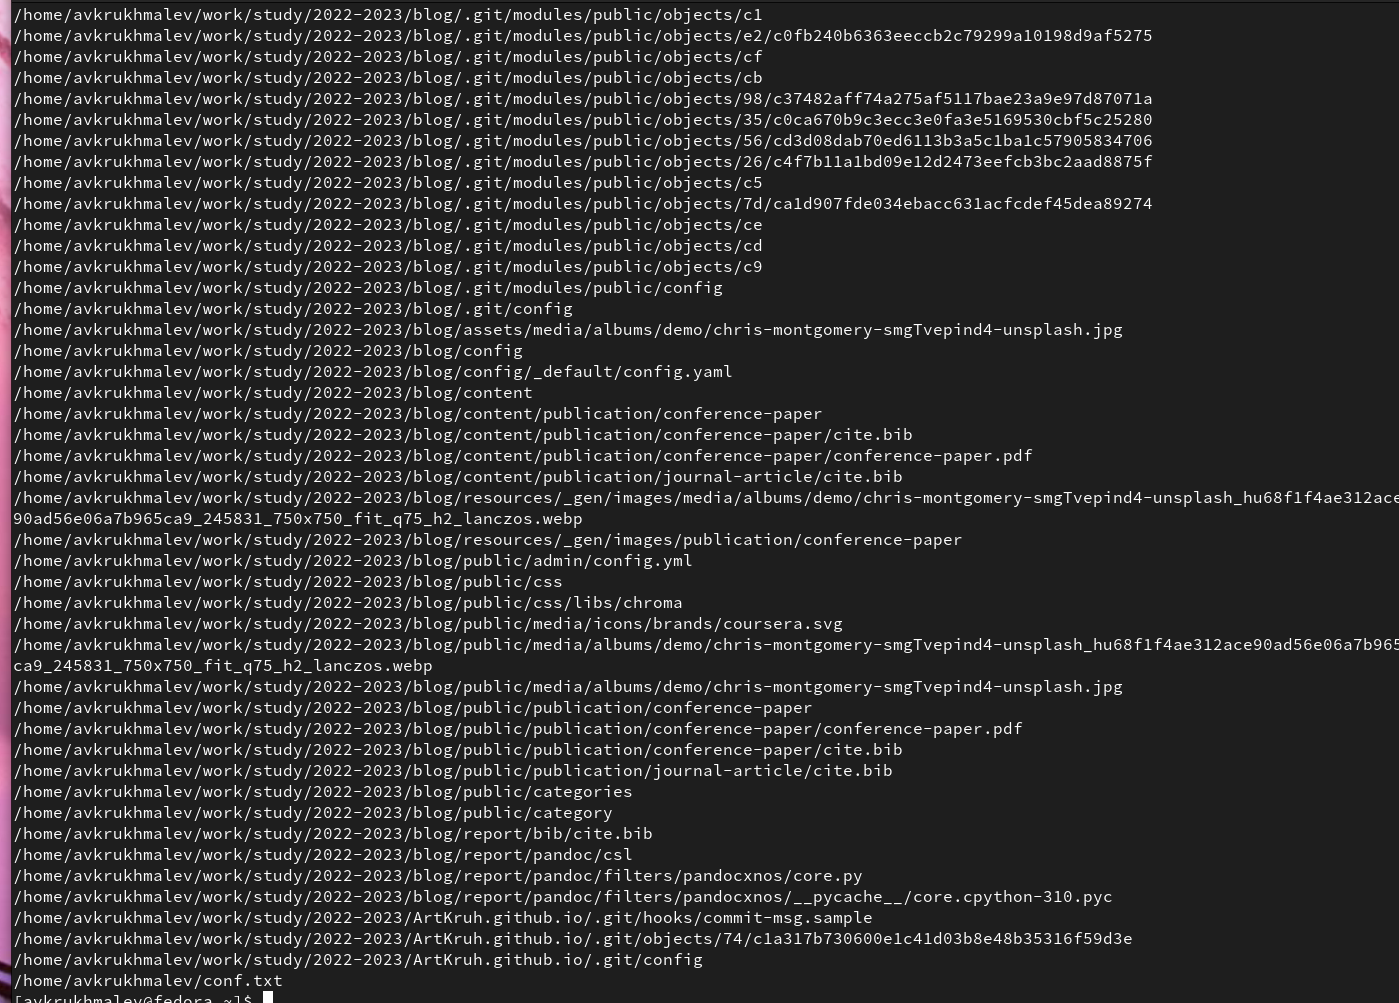 /home/avkrukhmalev/work/study/2022-2023/blog/.git/modules/public/objects/c1
/home/avkrukhmalev/work/study/2022-2023/blog/.git/modules/public/objects/e2/c0fb240b6363eeccb2c79299a10198d9af5275
/home/avkrukhmalev/work/study/2022-2023/blog/.git/modules/public/objects/cf
/home/avkrukhmalev/work/study/2022-2023/blog/.git/modules/public/objects/cb
/home/avkrukhmalev/work/study/2022-2023/blog/.git/modules/public/objects/98/c37482aff74a275af5117bae23a9e97d87071a
/home/avkrukhmalev/work/study/2022-2023/blog/.git/modules/public/objects/35/c0ca670b9c3ecc3e0fa3e5169530cbf5c25280
/home/avkrukhmalev/work/study/2022-2023/blog/.git/modules/public/objects/56/cd3d08dab70ed6113b3a5c1ba1c57905834706
/home/avkrukhmalev/work/study/2022-2023/blog/.git/modules/public/objects/26/c4f7b11a1bd09e12d2473eefcb3bc2aad8875f
/home/avkrukhmalev/work/study/2022-2023/blog/.git/modules/public/objects/c5
/home/avkrukhmalev/work/study/2022-2023/blog/.git/modules/public/objects/7d/ca1d907fde034ebacc631acfcdef45dea89274
/home/avkrukhmalev/work/study/2022-2023/blog/.git/modules/public/objects/ce
/home/avkrukhmalev/work/study/2022-2023/blog/.git/modules/public/objects/cd
/home/avkrukhmalev/work/study/2022-2023/blog/.git/modules/public/objects/c9
/home/avkrukhmalev/work/study/2022-2023/blog/.git/modules/public/config
/home/avkrukhmalev/work/study/2022-2023/blog/.git/config
/home/avkrukhmalev/work/study/2022-2023/blog/assets/media/albums/demo/chris-montgomery-smgTvepind4-unsplash.jpg
/home/avkrukhmalev/work/study/2022-2023/blog/config
/home/avkrukhmalev/work/study/2022-2023/blog/config/_default/config.yaml
/home/avkrukhmalev/work/study/2022-2023/blog/content
/home/avkrukhmalev/work/study/2022-2023/blog/content/publication/conference-paper
/home/avkrukhmalev/work/study/2022-2023/blog/content/publication/conference-paper/cite.bib
/home/avkrukhmalev/work/study/2022-2023/blog/content/publication/conference-paper/conference-paper.pdf
/home/avkrukhmalev/work/study/2022-2023/blog/content/publication/journal-article/cite.bib
/home/avkrukhmalev/work/study/2022-2023/blog/resources/_gen/images/media/albums/demo/chris-montgomery-smgTvepind4-unsplash_hu68f1f4ae312ace
90ad56e06a7b965ca9_245831_750x750_fit_q75_h2_lanczos.webp
/home/avkrukhmalev/work/study/2022-2023/blog/resources/_gen/images/publication/conference-paper
/home/avkrukhmalev/work/study/2022-2023/blog/public/admin/config.yml
/home/avkrukhmalev/work/study/2022-2023/blog/public/css
/home/avkrukhmalev/work/study/2022-2023/blog/public/css/libs/chroma
/home/avkrukhmalev/work/study/2022-2023/blog/public/media/icons/brands/coursera.svg
/home/avkrukhmalev/work/study/2022-2023/blog/public/media/albums/demo/chris-montgomery-smgTvepind4-unsplash_hu68f1f4ae312ace90ad56e06a7b965
ca9_245831_750x750_fit_q75_h2_lanczos.webp
/home/avkrukhmalev/work/study/2022-2023/blog/public/media/albums/demo/chris-montgomery-smgTvepind4-unsplash.jpg
/home/avkrukhmalev/work/study/2022-2023/blog/public/publication/conference-paper
/home/avkrukhmalev/work/study/2022-2023/blog/public/publication/conference-paper/conference-paper.pdf
/home/avkrukhmalev/work/study/2022-2023/blog/public/publication/conference-paper/cite.bib
/home/avkrukhmalev/work/study/2022-2023/blog/public/publication/journal-article/cite.bib
/home/avkrukhmalev/work/study/2022-2023/blog/public/categories
/home/avkrukhmalev/work/study/2022-2023/blog/public/category
/home/avkrukhmalev/work/study/2022-2023/blog/report/bib/cite.bib
/home/avkrukhmalev/work/study/2022-2023/blog/report/pandoc/csl
/home/avkrukhmalev/work/study/2022-2023/blog/report/pandoc/filters/pandocxnos/core.py
/home/avkrukhmalev/work/study/2022-2023/blog/report/pandoc/filters/pandocxnos/__pycache__/core.cpython-310.pyc
/home/avkrukhmalev/work/study/2022-2023/ArtKruh.github.io/.git/hooks/commit-msg.sample
/home/avkrukhmalev/work/study/2022-2023/ArtKruh.github.io/.git/objects/74/c1a317b730600e1c41d03b8e48b35316f59d3e
/home/avkrukhmalev/work/study/2022-2023/ArtKruh.github.io/.git/config
/home/avkrukhmalev/conf.txt
[avkrukhmalev@fedora ~]$